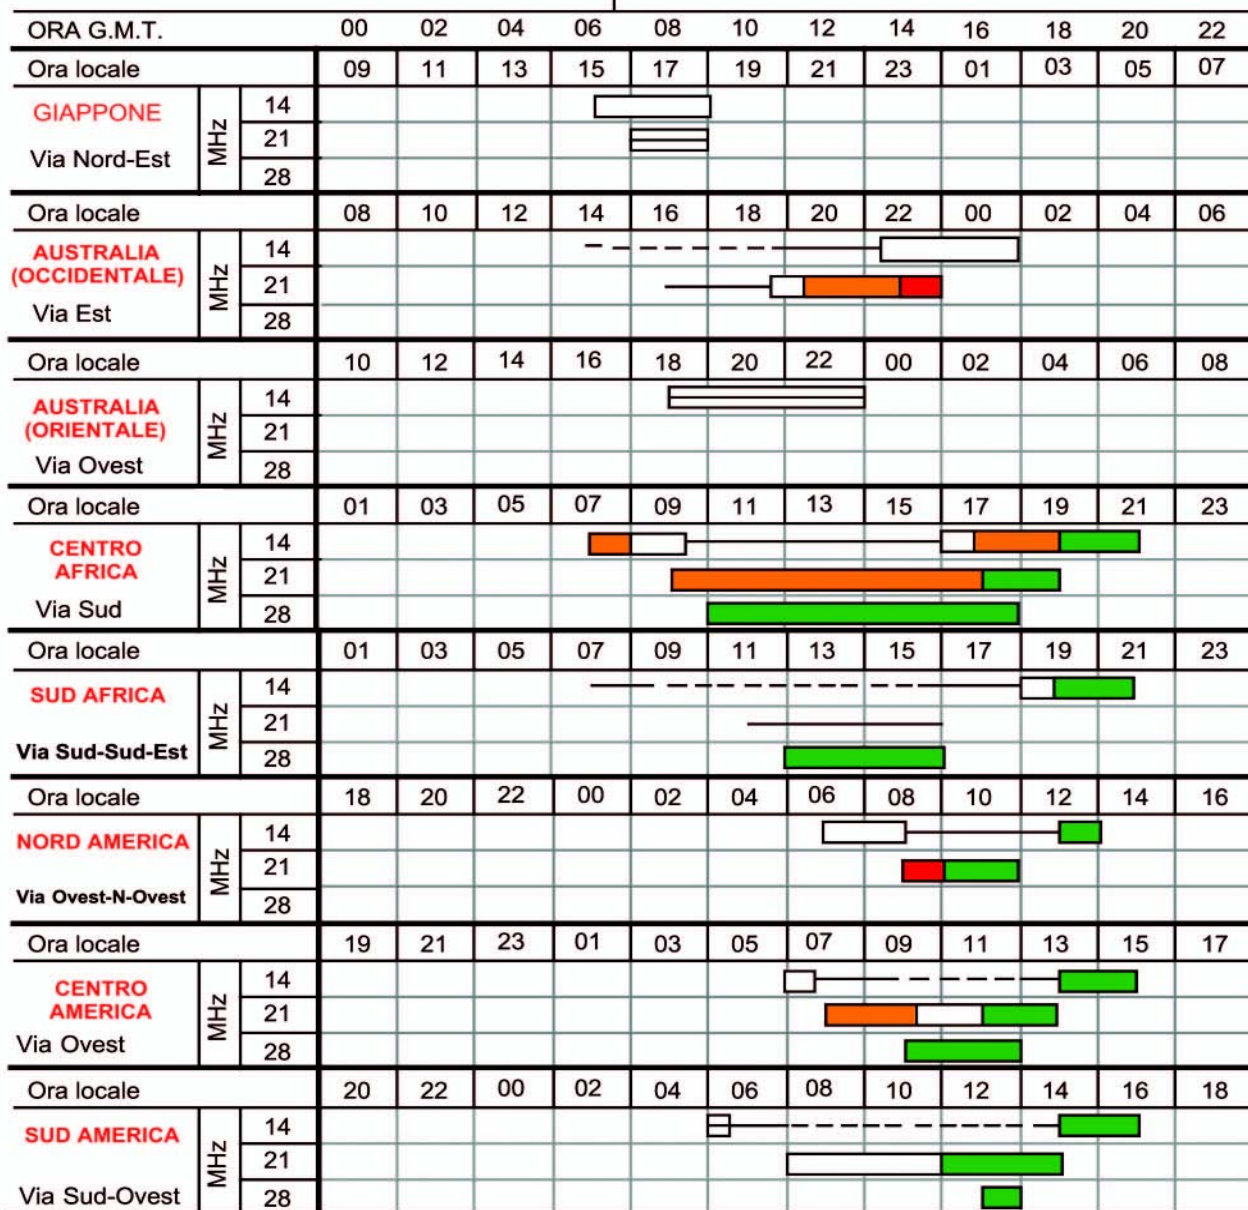 ORA G.M.T. 00 02 04 06 08 10 12 14 16 18 20 22
Ora locale 09 11 13 15 17 19 21 23 01 03 05 07
GIAPPONE
Via Nord-Est
MHz
14
21
28
Ora locale 08 10 12 14 16 18 20 22 00 02 04 06
AUSTRALIA
(OCCIDENTALE)
Via Est
MHz
14
21
28
Ora locale 10 12 14 16 18 20 22 00 02 04 06 08
AUSTRALIA
(ORIENTALE)
Via Ovest
MHz
14
21
28
Ora locale 01 03 05 07 09 11 13 15 17 19 21 23
CENTRO
AFRICA
Via Sud
MHz
14
21
28
Ora locale 01 03 05 07 09 11 13 15 17 19 21 23
SUD AFRICA
Via Sud-Sud-Est
MHz
14
21
28
Ora locale 18 20 22 00 02 04 06 08 10 12 14 16
NORD AMERICA
Via Ovest-N-Ovest
MHz
14
21
28
Ora locale 19 21 23 01 03 05 07 09 11 13 15 17
CENTRO
AMERICA
Via Ovest
MHz
14
21
28
Ora locale 20 22 00 02 04 06 08 10 12 14 16 18
SUD AMERICA
Via Sud-Ovest
MHz
14
21
28